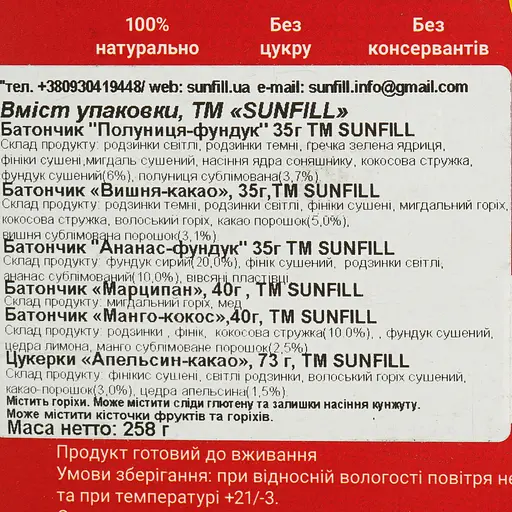 100%
натурально
Без
цукру
Без
консервантів
"тел. +380930419448/ web: sunfill.ua e-mail: sunfill.info@gmail.com
Вміст упаковки, ТМ «SUNFILL»
Батончик "Полуниця-фундук" 35г ТМ SUNFILL
Склад продукту: родзинки світлі, родзинки темні, гречка зелена ядриця,
фініки сушені,мигдаль сушений, насіння ядра соняшнику, кокосова стружка,
фундук сушений(6%), полуниця сублімована(3,7%).
Батончик «Вишня-какао», 35г,ТМ SUNFILL
Склад продукту: родзинки темні, родзинки світлі, фініки сушені, мигдальний горіх,
кокосова стружка, волоський горіх, какао порошок(5,0%),
вишня сублімована порошок(3,1%).
Батончик "Ананас-фундук" 35г ТМ SUNFILL
Склад продукту: фундук сирий(20,0%), фінік сушений, родзинки світлі,
ананас сублімований(10,0%), вівсяні пластівці.
Батончик «Марципан», 40г , ТМ SUNFILL
Склад продукту: мигдальний горіх, мед
Батончик «Манго-кокос»,40г, ТМ SUNFILL
Склад продукту: родзинки , фінік, кокосова стружка(10.0%), , фундук сушений,
цедра лимона, манго сублімоване порошок(2,5%)
Цукерки «Апельсин-какао», 73 г, ТМ SUNFILL
Склад продукту: фінікис сушені, світлі родзинки, волоський горіх сушений,
какао-порошок(3,0%), цедра апельсина(1,5%).
Містить горіхи. Може містити сліди глютену та залишки насіння кунжуту.
Може містити кісточки фруктів та горіхів.
Маса нетто: 258 г
Продукт готовий до вживання
Умови зберігання: при відносній вологості повітря не
та при температурі +21/-3.